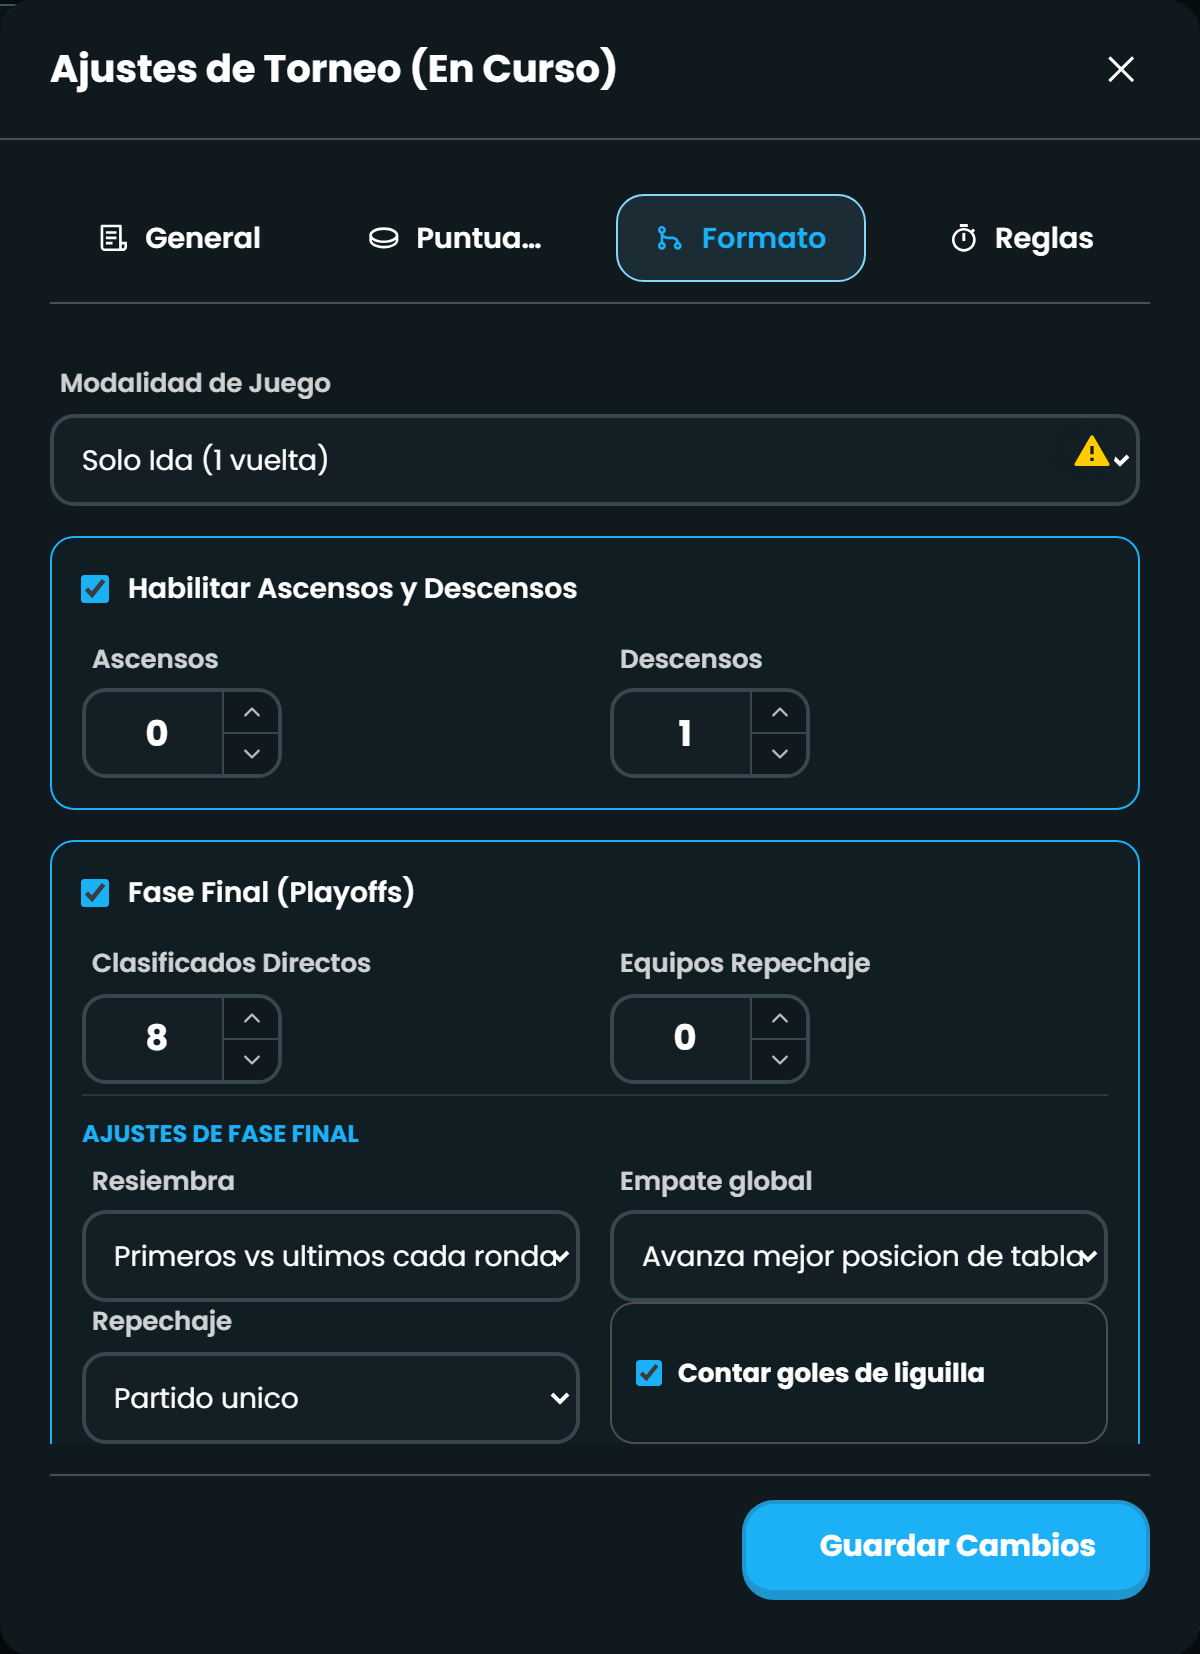 Ajustes de Torneo (En Curso)
General
Puntua...
Formato
Reglas
Modalidad de Juego
Solo Ida (1 vuelta)
Habilitar Ascensos y Descensos
Ascensos
Descensos
0
1
Fase Final (Playoffs)
Clasificados Directos
Equipos Repechaje
8
0
AJUSTES DE FASE FINAL
Resiembra
Empate global
Primeros vs ultimos cada ronda
Avanza mejor posicion de tabla
Repechaje
Contar goles de liguilla
Partido unico
Guardar Cambios